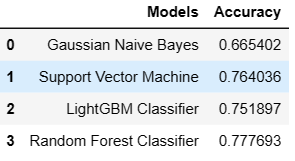 Models Accuracy
0 Gaussian Naive Bayes 0.665402
1 Support Vector Machine 0.764036
2 LightGBM Classifier 0.751897
3 Random Forest Classifier 0.777693